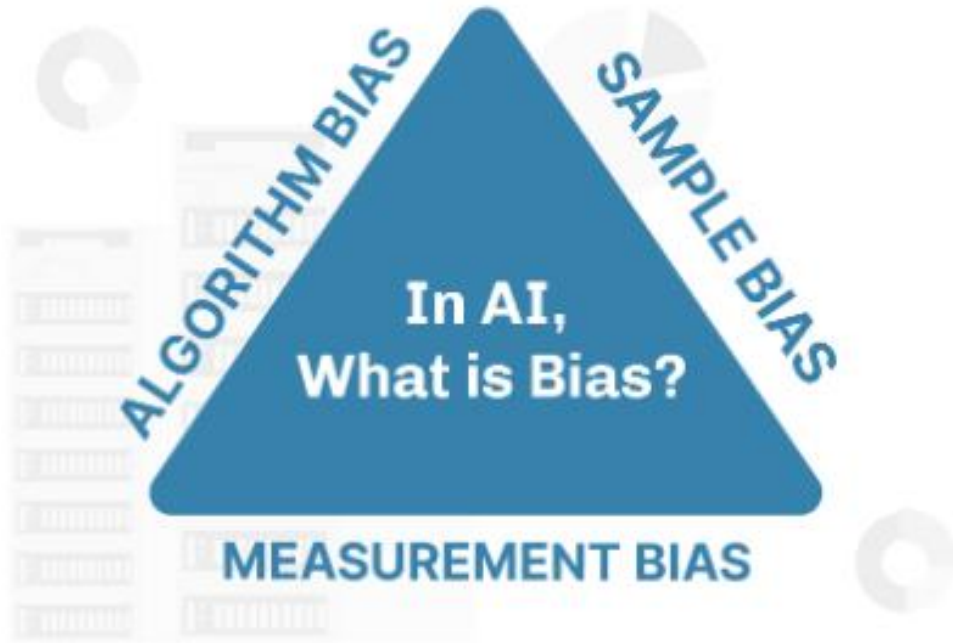 ALGORITHM BIAS
SAMPLE BIAS
In AI,
What is Bias?
MEASUREMENT BIAS